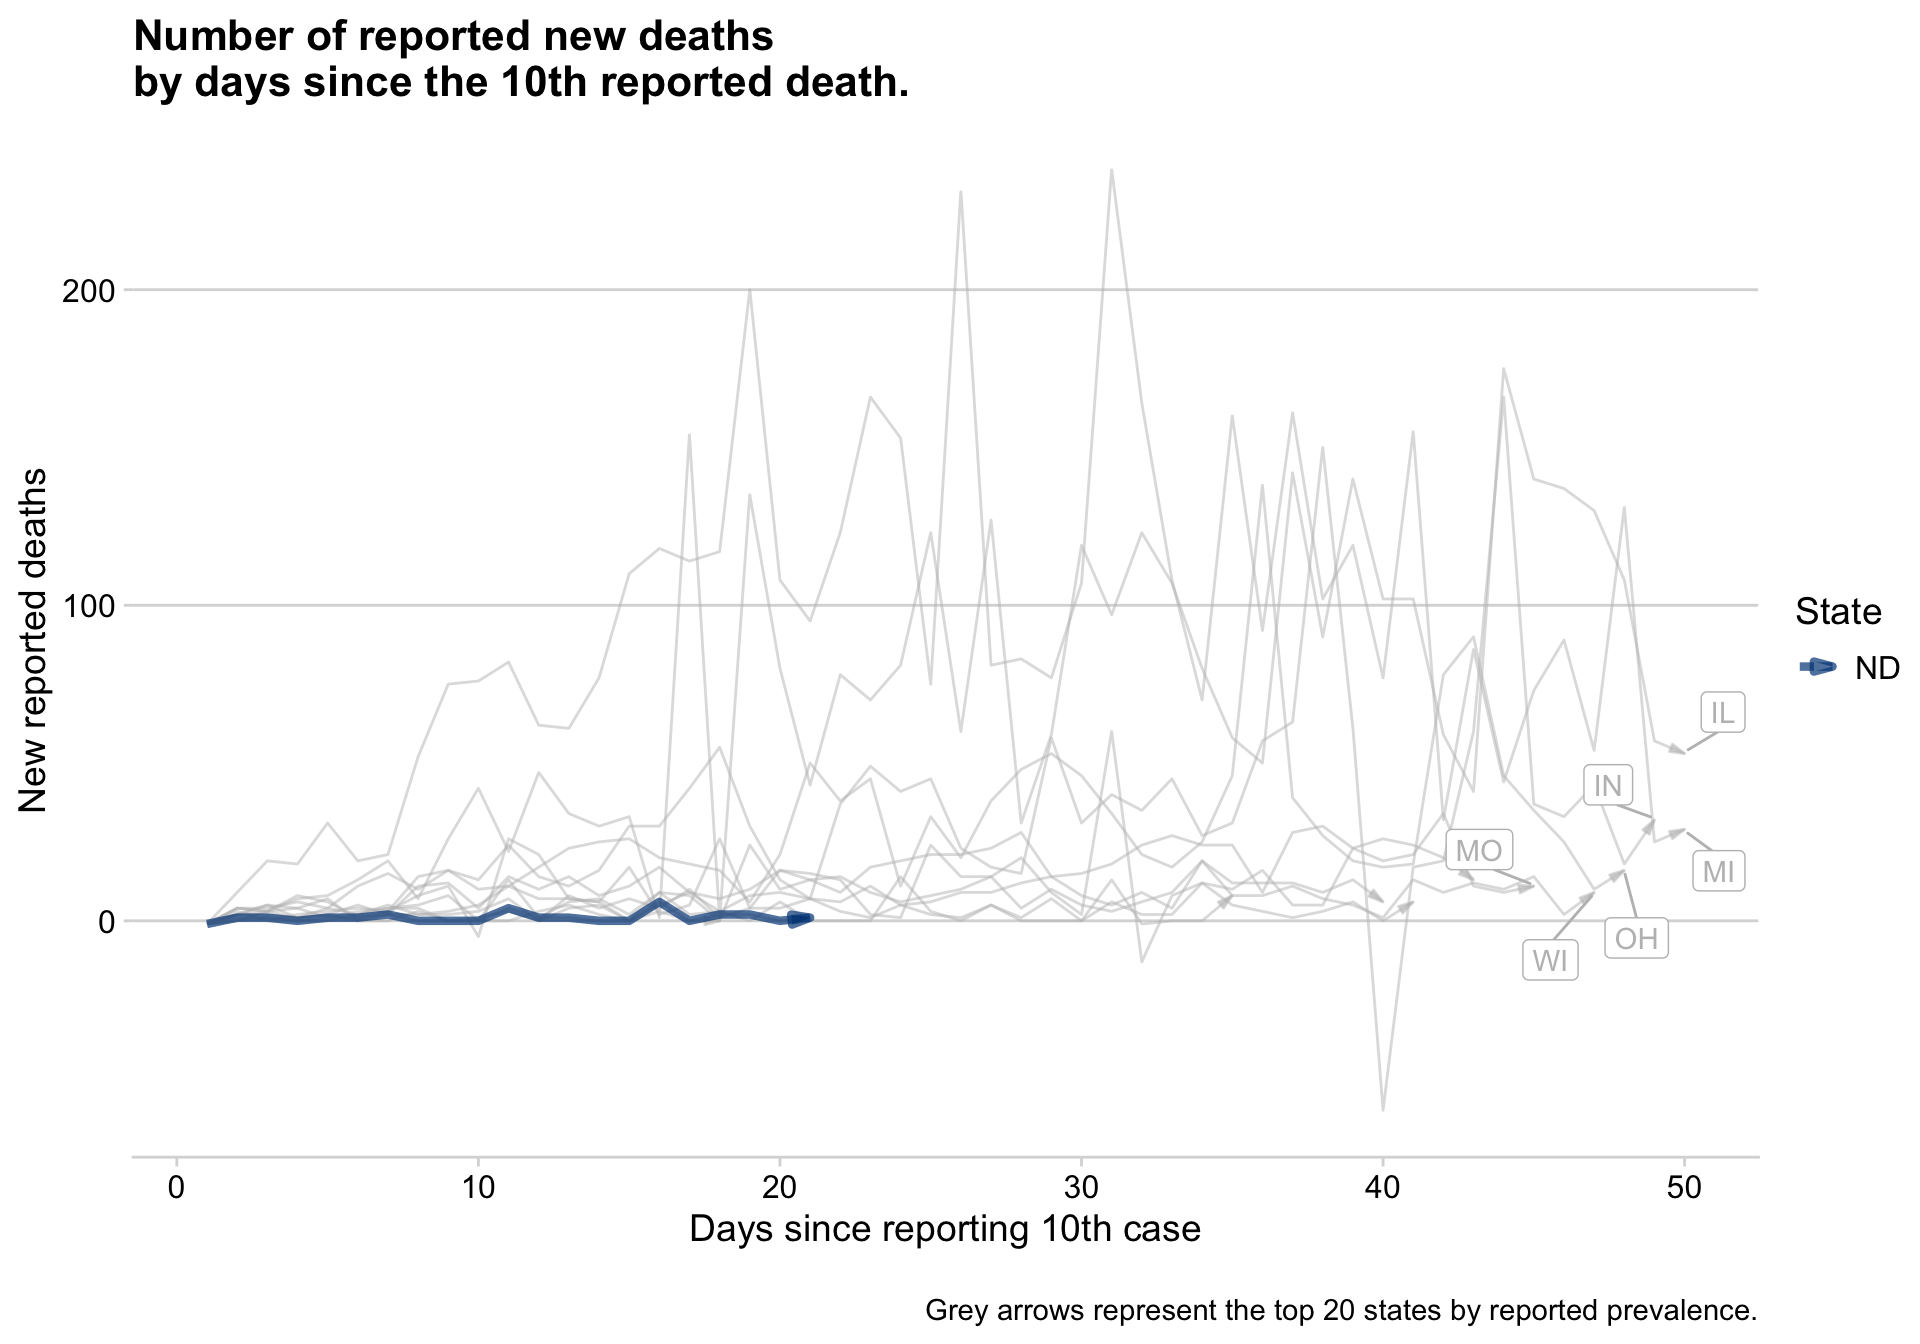 Number of reported new deaths
by days since the 10th reported death.
New reported deaths
200
100
0
IL
IN
MO
MI
OH
WI
State
ND
0 10 20 30 40 50
Days since reporting 10th case
Grey arrows represent the top 20 states by reported prevalence.